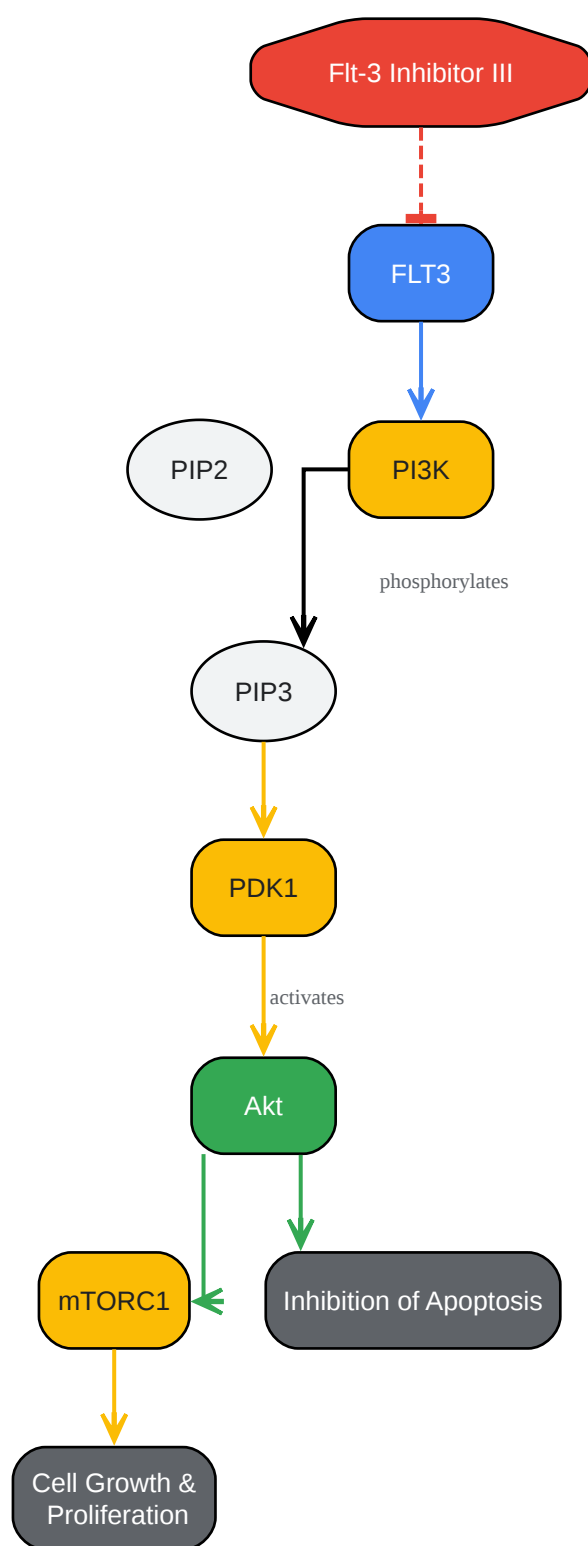 Flt-3 Inhibitor III
FLT3
PIP2
PI3K
phosphorylates
PIP3
PDK1
activates
Akt
mTORC1
Inhibition of Apoptosis
Cell Growth &
Proliferation